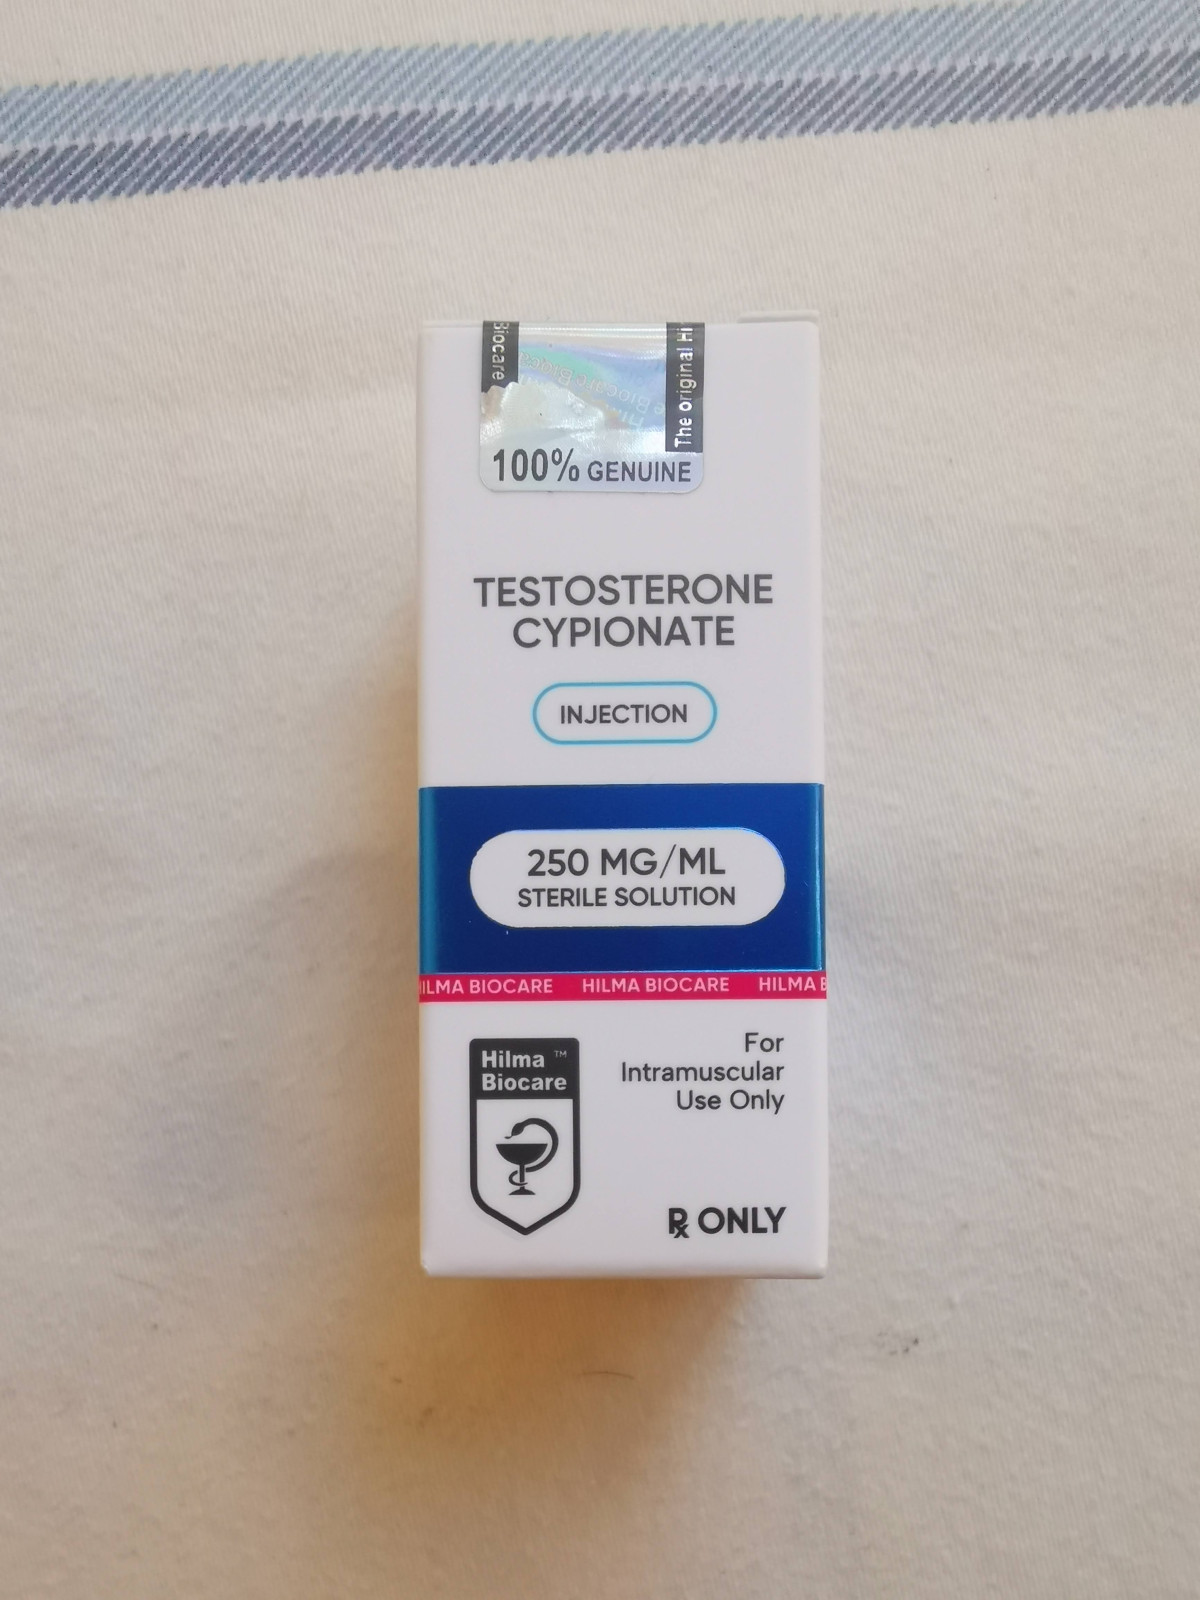 Biocare
The original Hi
100% GENUINE
TESTOSTERONE
CYPIONATE
INJECTION
250 MG/ML
STERILE SOLUTION
ILMA BIOCARE HILMA BIOCARE HILMA B
Hilma ™
Biocare
For
Intramuscular
Use Only
℞ ONLY